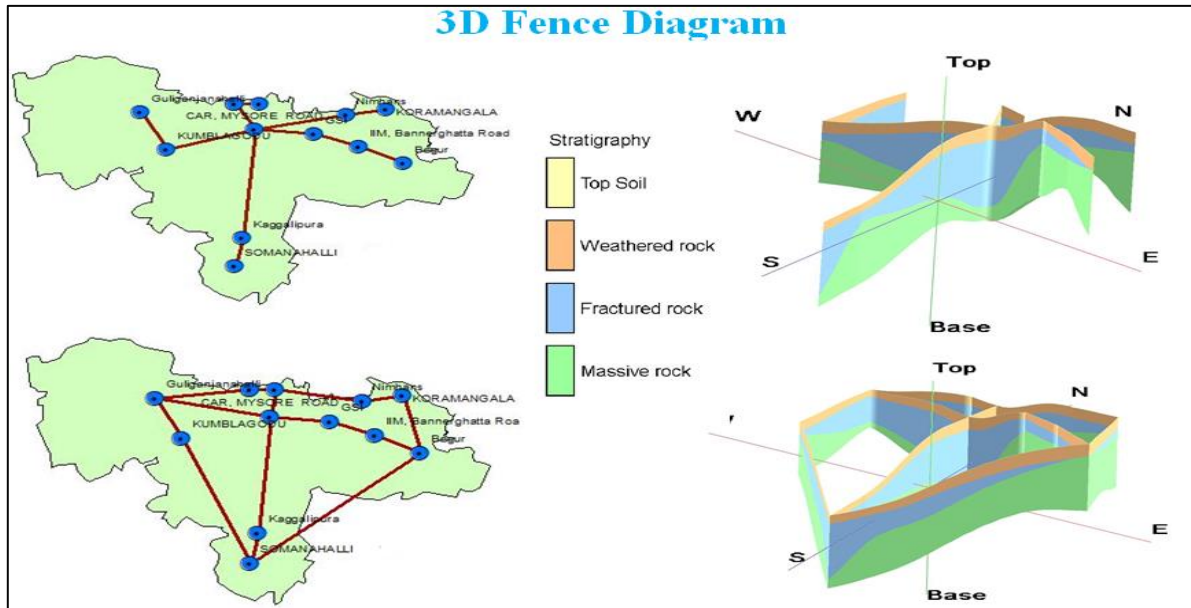 3D Fence Diagram
Guliganjanahalli
CAR, MYSORE ROAD
Nimhans
KORAMANGALA
GSI
KUMBLAGODU
IIM, Bannerghatta Road
Begur
Kaggalipura
SOMANAHALLI
Stratigraphy
Top Soil
Weathered rock
Fractured rock
Massive rock
Top
W
N
S
E
Base
Guliganjanahalli
CAR, MYSORE ROAD
Nimhans
KORAMANGALA
GSI
KUMBLAGODU
IIM, Bannerghatta Roa
Begur
Kaggalipura
SOMANAHALLI
Top
N
S
E
Base